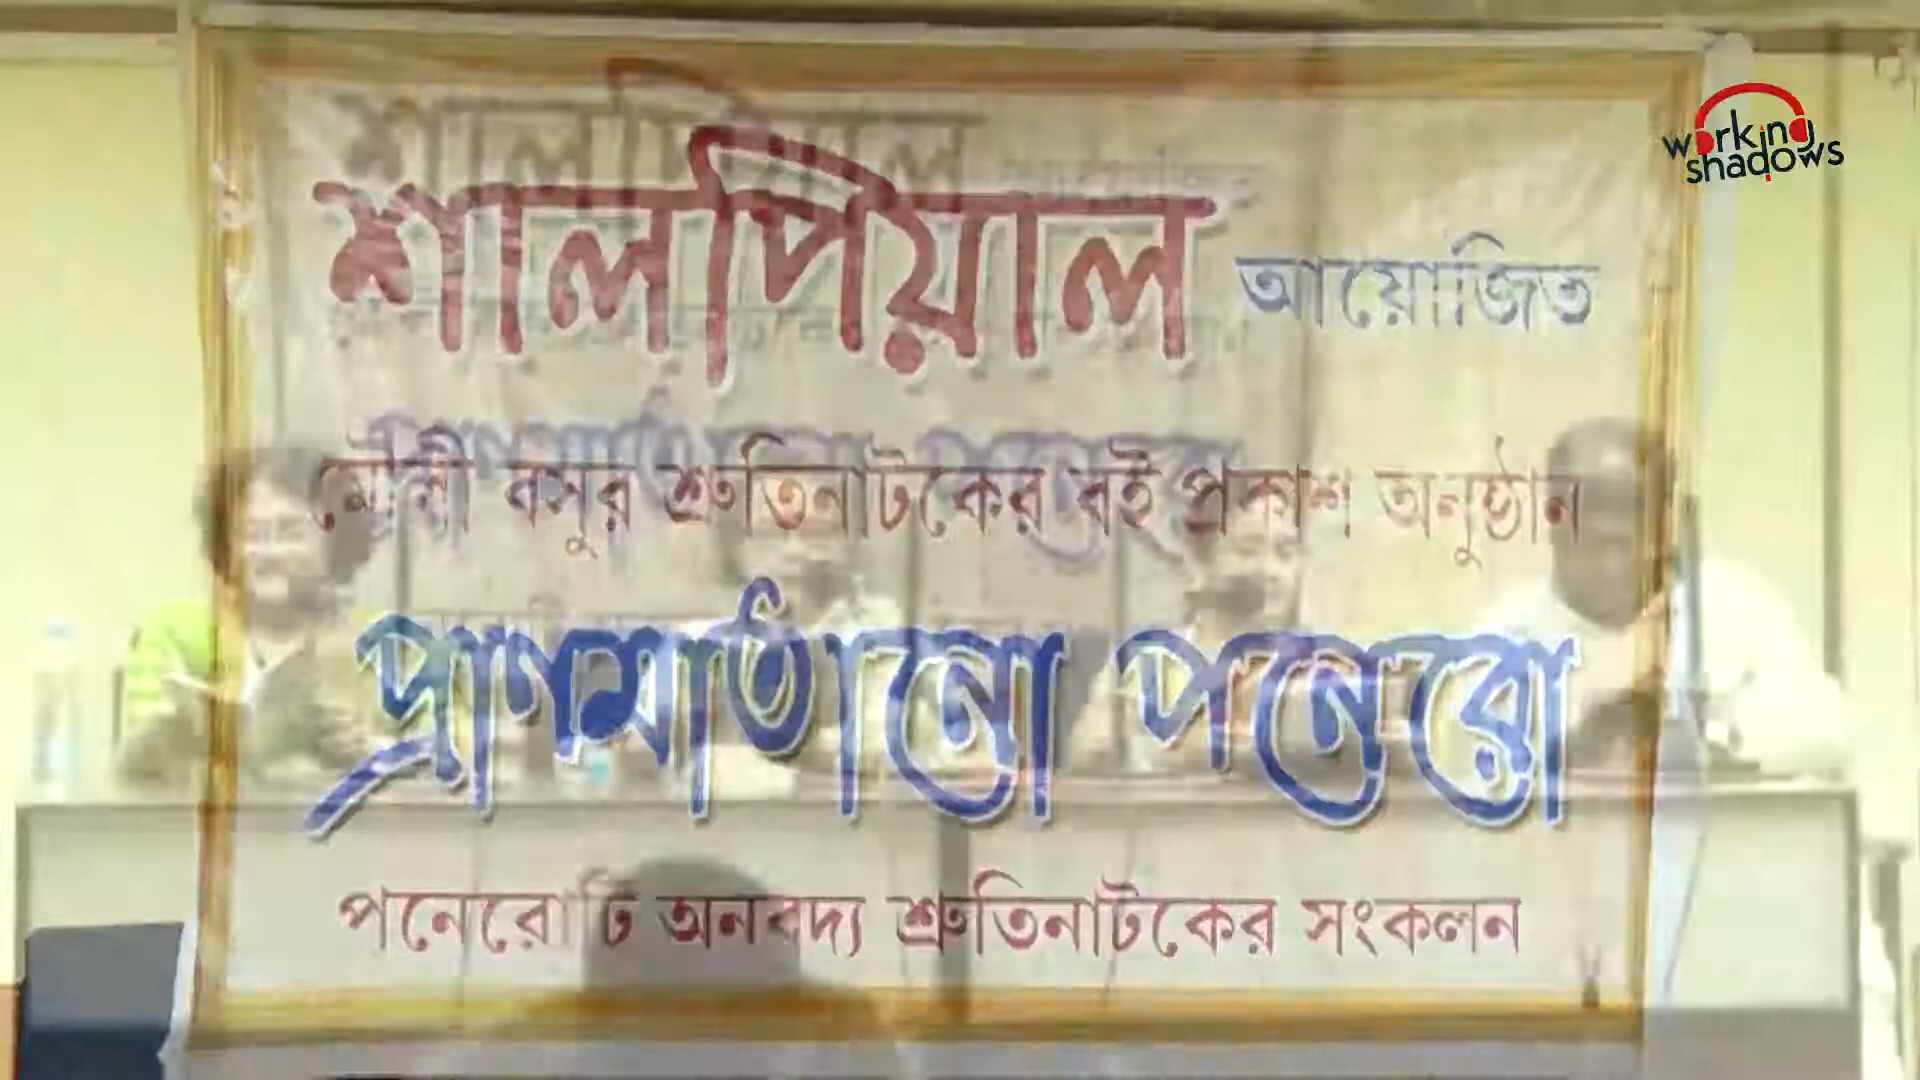 working
shadows
শালপিয়াল আয়োজিত
মৌলী বসুর শ্রুতিনাটকের বই প্রকাশ অনুষ্ঠান
প্রাণমাতানো পনেরো
পনেরোটি অনবদ্য শ্রুতিনাটকের সংকলন